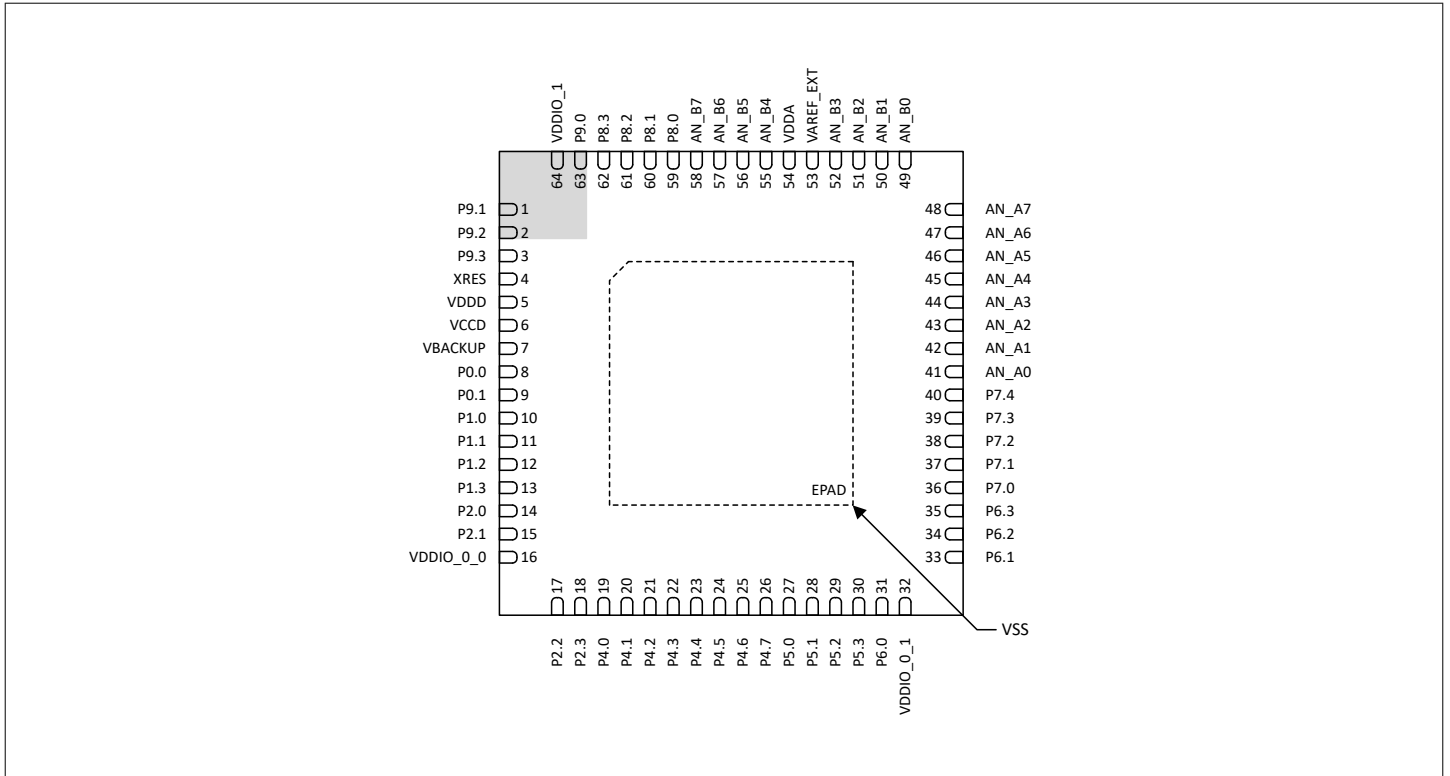 VDDIO_1
P9.0
P8.3
P8.2
P8.1
P8.0
AN_B7
AN_B6
AN_B5
AN_B4
VDDA
VAREF_EXT
AN_B3
AN_B2
AN_B1
AN_B0
64
63
62
61
60
59
58
57
56
55
54
53
52
51
50
49
P9.1 1
P9.2 2
P9.3 3
XRES 4
VDDD 5
VCCD 6
VBACKUP 7
P0.0 8
P0.1 9
P1.0 10
P1.1 11
P1.2 12
P1.3 13
P2.0 14
P2.1 15
VDDIO_0_0 16
48 AN_A7
47 AN_A6
46 AN_A5
45 AN_A4
44 AN_A3
43 AN_A2
42 AN_A1
41 AN_A0
40 P7.4
39 P7.3
38 P7.2
37 P7.1
36 P7.0
35 P6.3
34 P6.2
33 P6.1
EPAD
17
18
19
20
21
22
23
24
25
26
27
28
29
30
31
32
P2.2
P2.3
P4.0
P4.1
P4.2
P4.3
P4.4
P4.5
P4.6
P4.7
P5.0
P5.1
P5.2
P5.3
P6.0
VDDIO_0_1
VSS